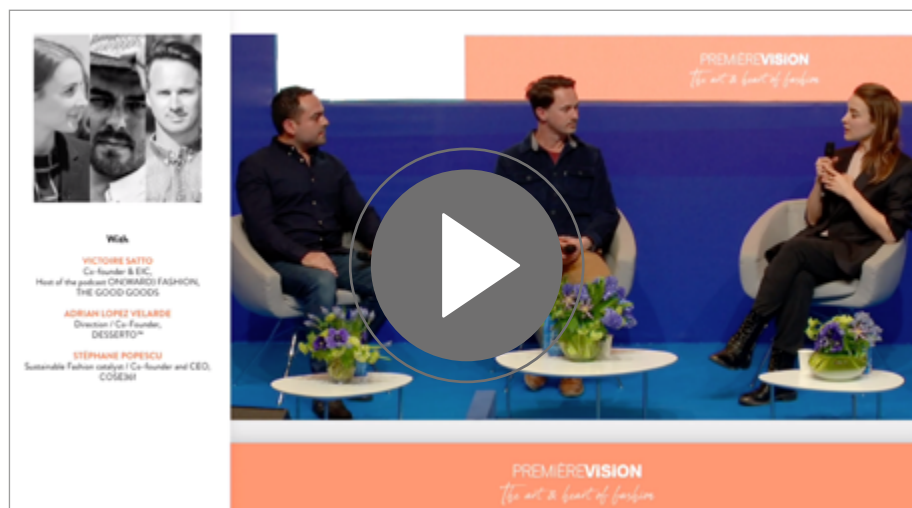 With
VICTOIRE SATTO
Co-founder & EIC,
Host of the podcast ON(WARD) FASHION,
THE GOOD GOODS
ADRIAN LOPEZ VELARDE
Direction / Co-Founder,
DESSERTO™
STÉPHANE POPESCU
Sustainable Fashion catalyst / Co-founder and CEO,
COSE361
PREMIÈREVISION
The art & heart of fashion
PREMIÈREVISION
The art & heart of fashion